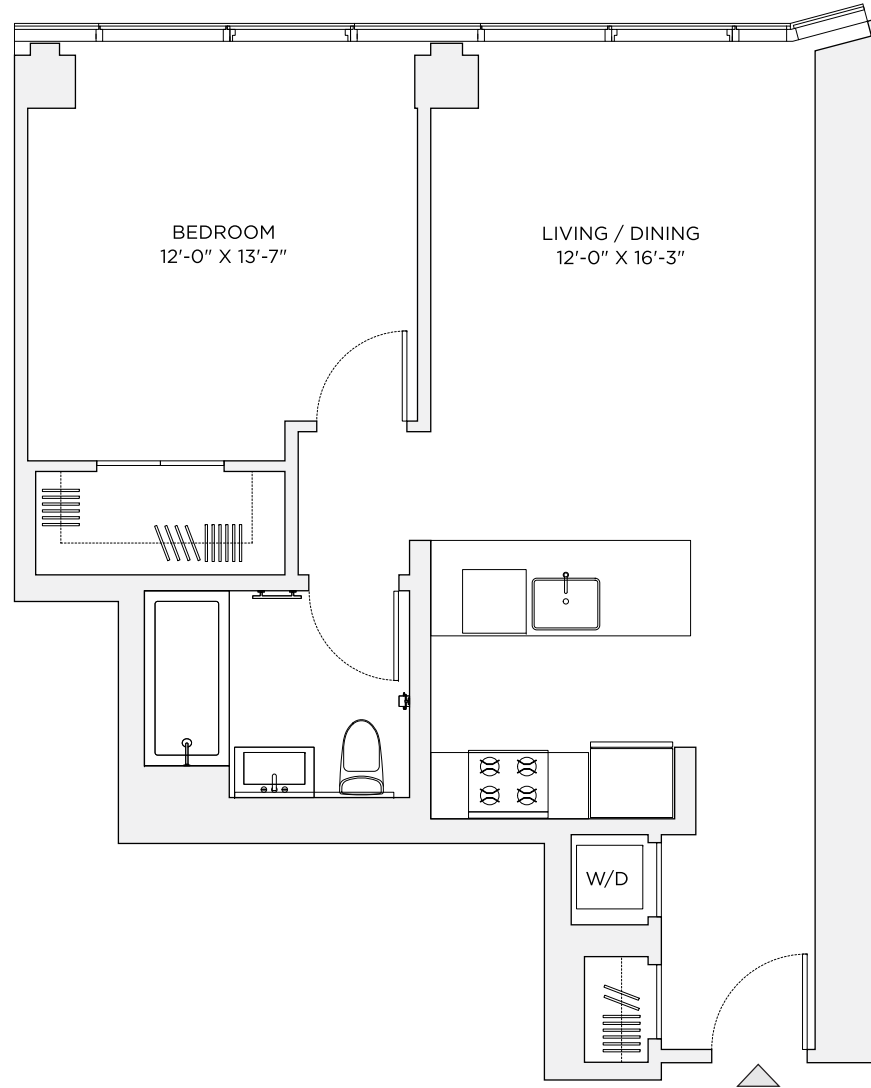 BEDROOM
12'-0" X 13'-7"
LIVING / DINING
12'-0" X 16'-3"
W/D